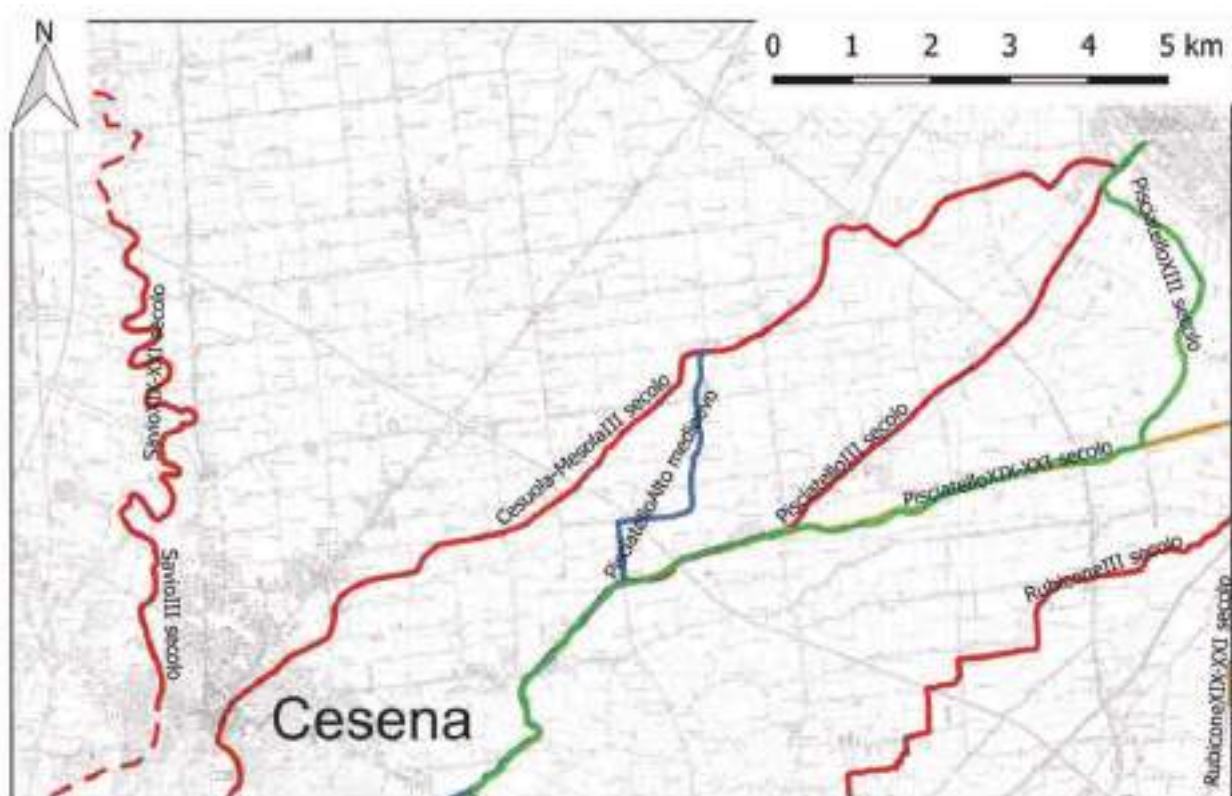 N
0 1 2 3 4 5 km
PisciatelloXIII secolo
SavioXIX-XXI secolo
Cesuola-MesolaIII secolo
PisciatelloAlto medioevo
PisciatelloIII secolo
PisciatelloXIX-XXI secolo
SavioIII secolo
RubiconeIII secolo
RubiconeXIX-XXI secolo
Cesena